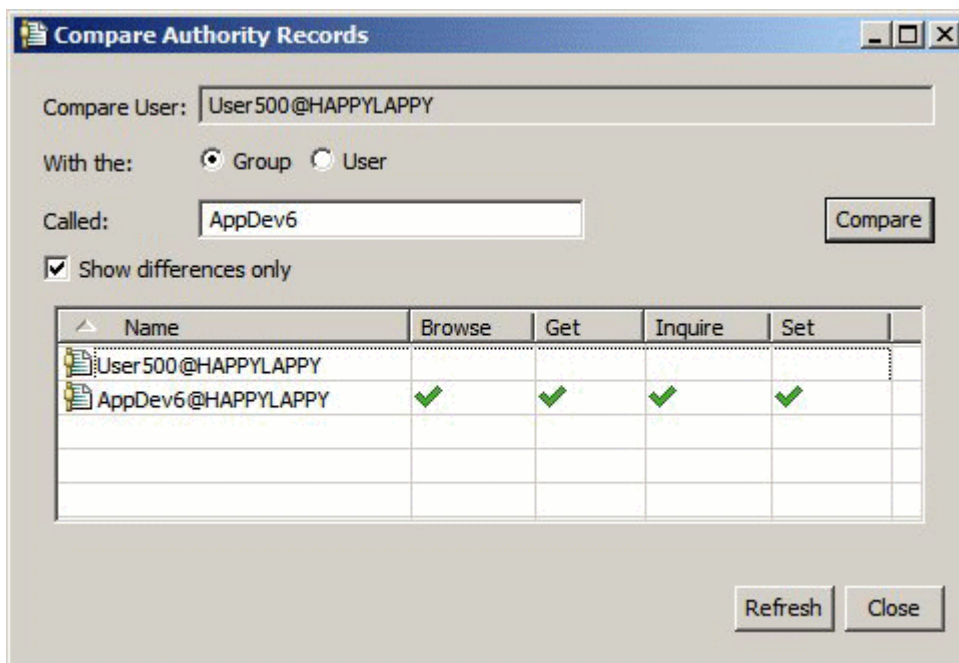 Compare Authority Records
Compare User: User500@HAPPYLAPPY
With the: Group User
Called: AppDev6 Compare
Show differences only
Name Browse Get Inquire Set
User500@HAPPYLAPPY
AppDev6@HAPPYLAPPY
Refresh Close